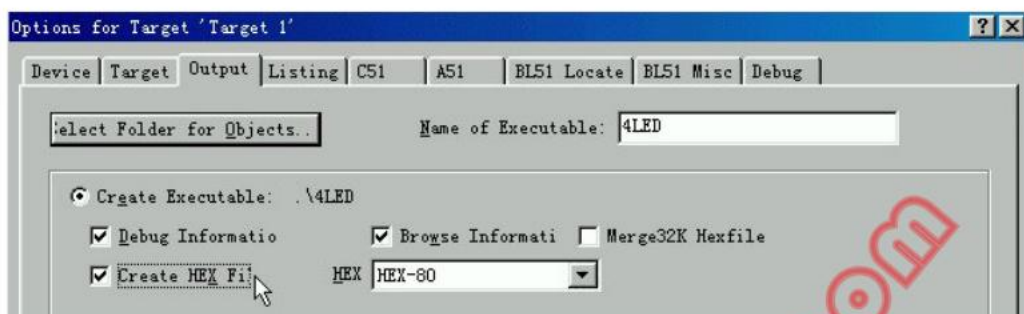 Options for Target 'Target 1'
Device Target Output Listing C51 A51 BL51 Locate BL51 Misc Debug
elect Folder for Objects.. Name of Executable: 4LED
Create Executable: .\4LED
Debug Informatio Browse Informati Merge32K Hexfile
Create HEX Fil HEX HEX-80
om